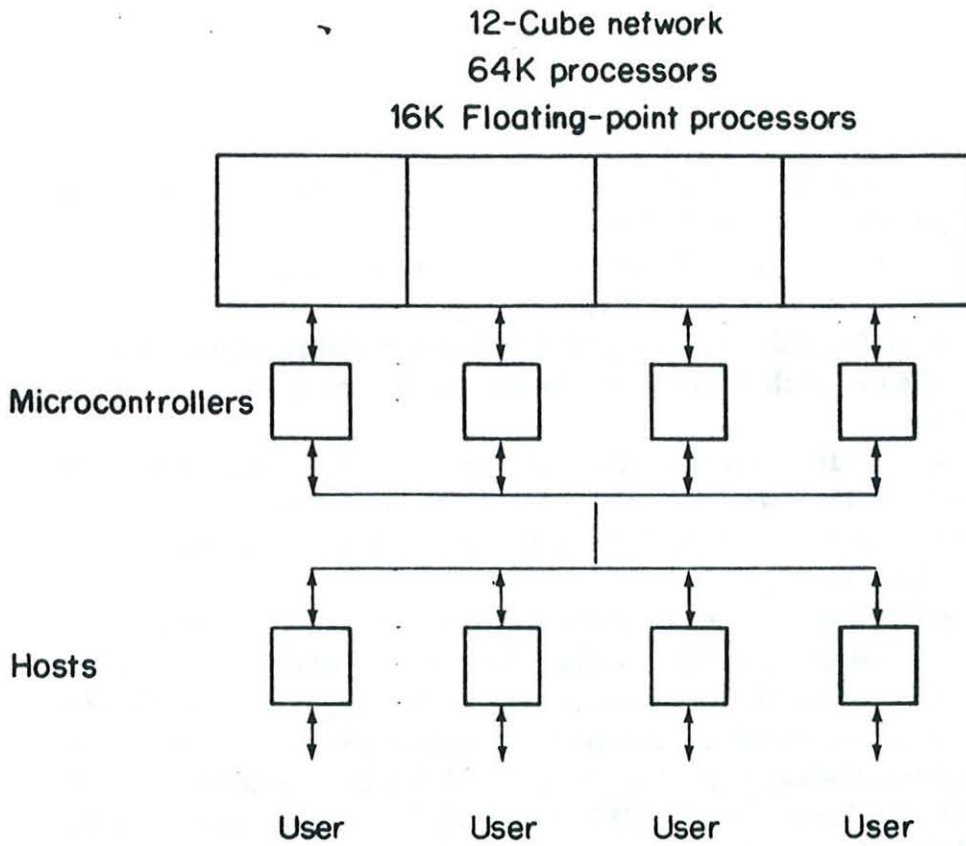 12-Cube network
64K processors
16K Floating-point processors
Microcontrollers
Hosts
User User User User